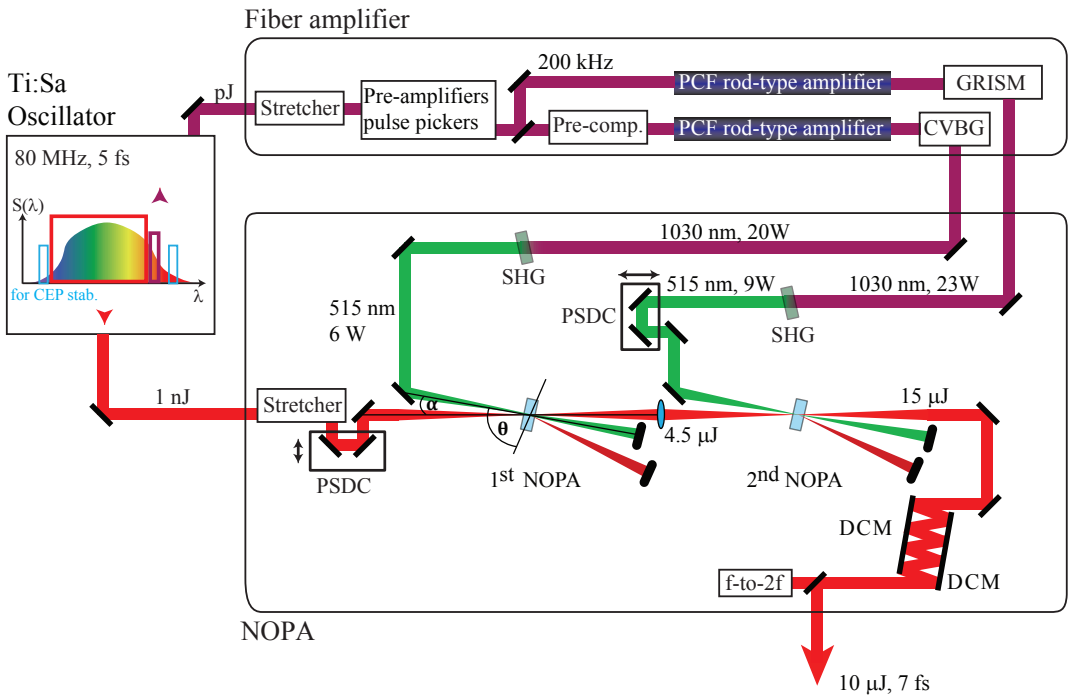 Fiber amplifier
Ti:Sa
Oscillator
pJ
Stretcher
Pre-amplifiers
pulse pickers
200 kHz
PCF rod-type amplifier
GRISM
Pre-comp.
PCF rod-type amplifier
CVBG
80 MHz, 5 fs
S(λ)
λ
for CEP stab.
1030 nm, 20W
SHG
515 nm, 9W
1030 nm, 23W
SHG
PSDC
515 nm
6 W
1 nJ
Stretcher
α
θ
4.5 μJ
15 μJ
PSDC
1st NOPA
2nd NOPA
DCM
DCM
f-to-2f
NOPA
10 μJ, 7 fs